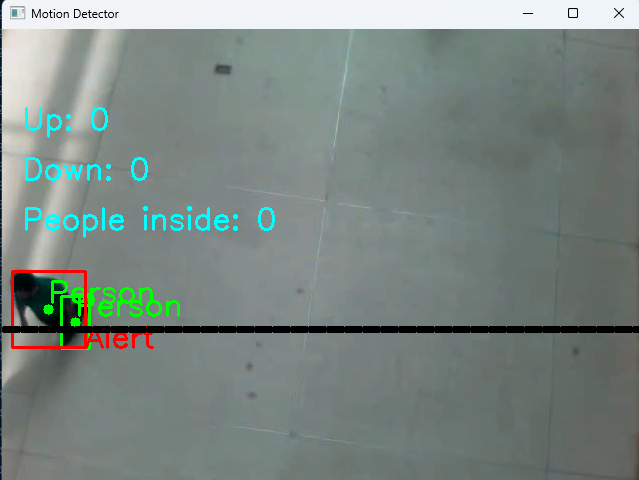 Motion Detector
Up: 0
Down: 0
People inside: 0
Person
Person
Alert